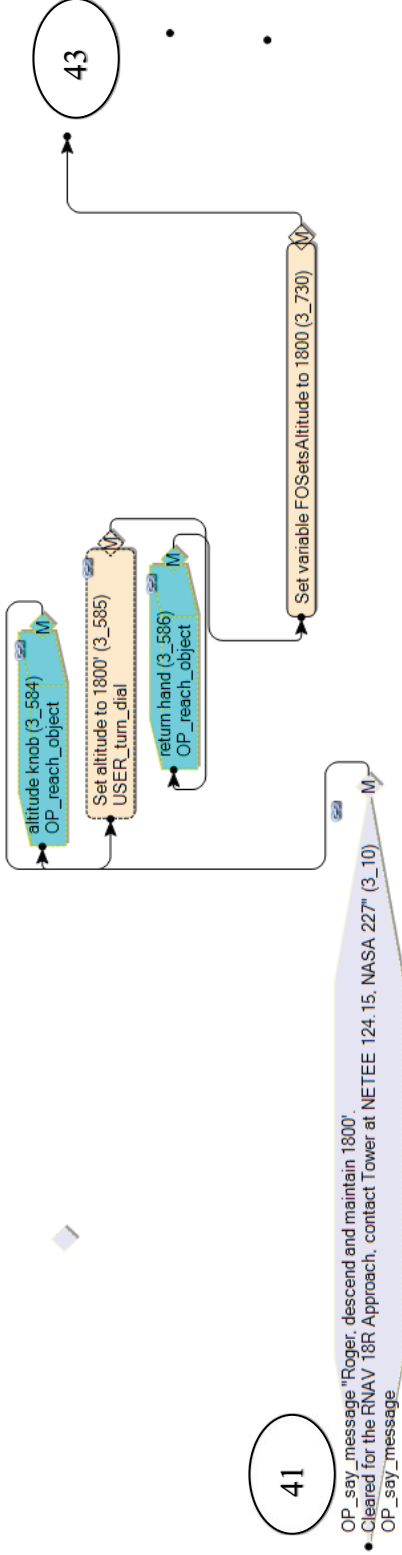 43
altitude knob (3_584)
OP_reach_object
M
Set altitude to 1800' (3_585)
USER_turn_dial
M
return hand (3_586)
OP_reach_object
M
Set variable FOSetsAltitude to 1800 (3_730)
M
41
OP_say_message "Roger, descend and maintain 1800'.
Cleared for the RNAV 18R Approach, contact Tower at NETEE 124.15, NASA 227" (3_10)
OP_say_message
M